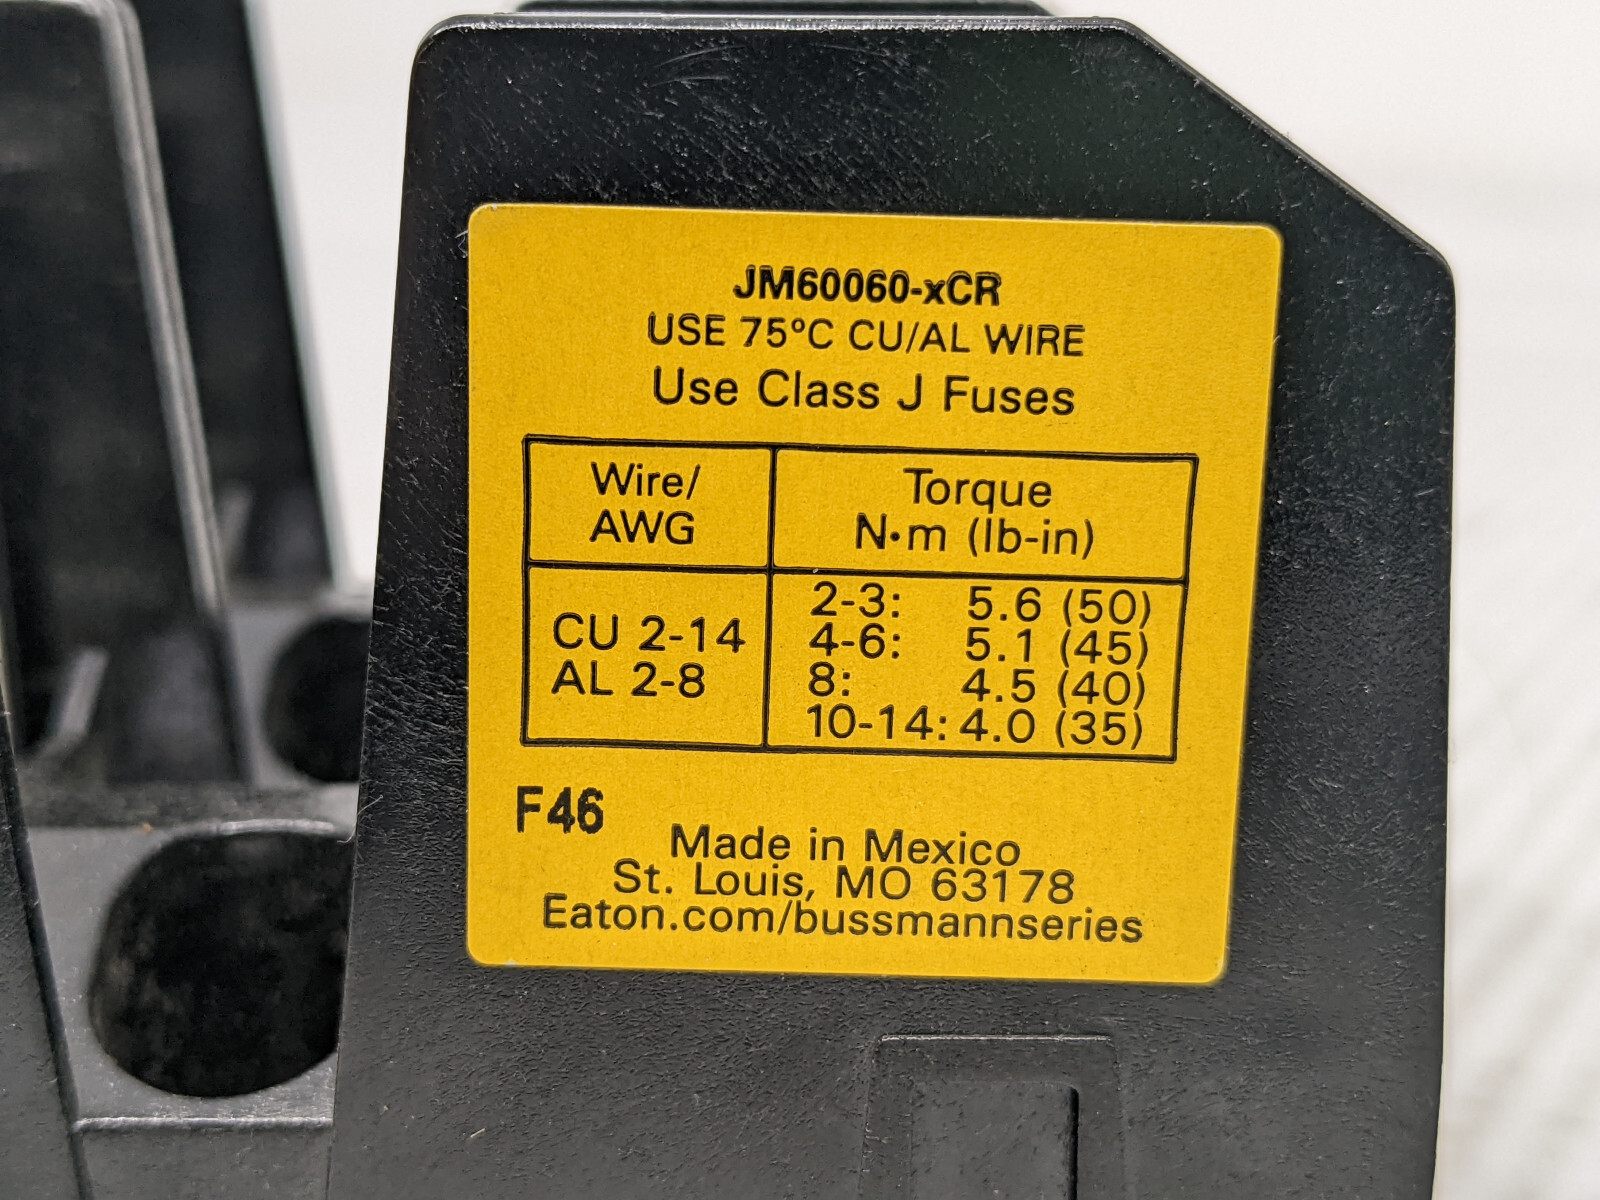 JM60060-xCR
USE 75°C CU/AL WIRE
Use Class J Fuses
Wire/
AWG
Torque
N•m (lb-in)
CU 2-14
AL 2-8
2-3: 5.6 (50)
4-6: 5.1 (45)
8: 4.5 (40)
10-14: 4.0 (35)
F46
Made in Mexico
St. Louis, MO 63178
Eaton.com/bussmannseries